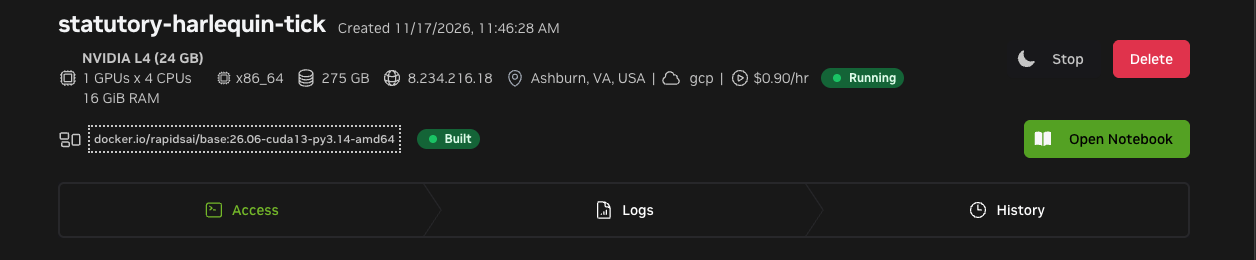 statutory-harlequin-tick Created 11/17/2026, 11:46:28 AM
NVIDIA L4 (24 GB)
1 GPUs x 4 CPUs x86_64 275 GB 8.234.216.18 Ashburn, VA, USA | gcp | $0.90/hr Running
16 GiB RAM
Stop Delete
docker.io/rapidsai/base:26.06-cuda13-py3.14-amd64 Built
Open Notebook
Access Logs History